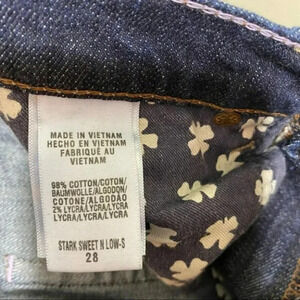 MADE IN VIETNAM
HECHO EN VIETNAM
FABRIQUÉ AU
VIETNAM
98% COTTON/COTON/
BAUMWOLLE/ALGODON/
COTONE/ALGODÃO
2% LYCRA/LYCRA/LYCRA
LYCRA/LYCRA/LYCRA
STARK SWEET N LOW-S
28